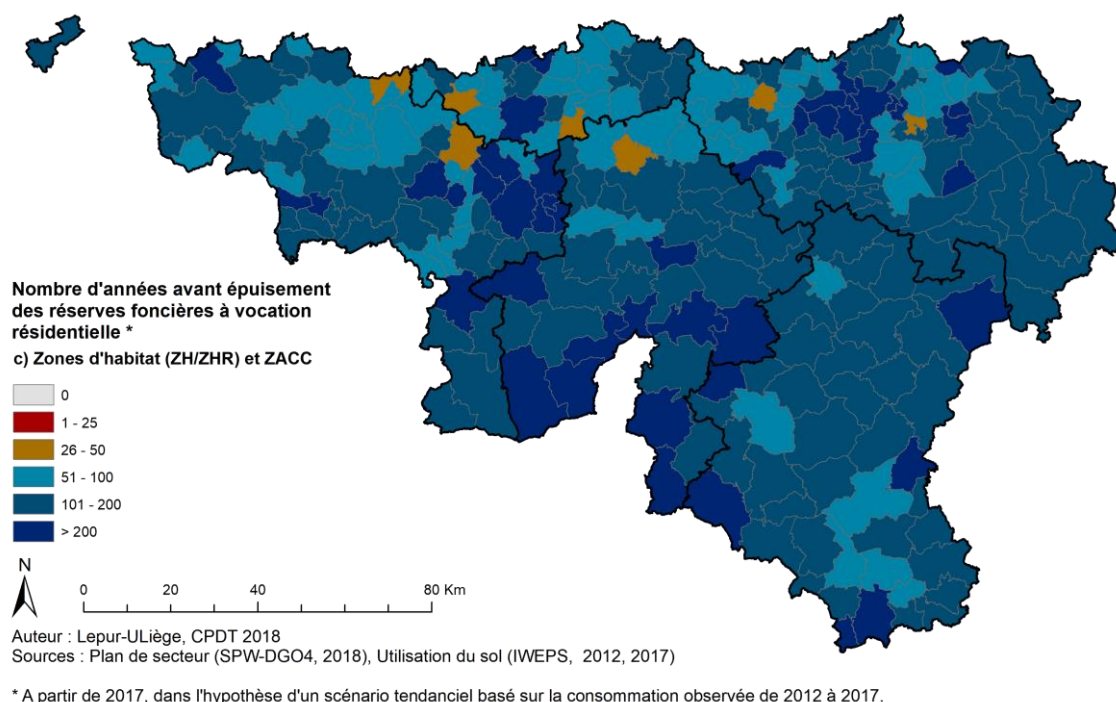 Nombre d'années avant épuisement
des réserves foncières à vocation
résidentielle *
c) Zones d'habitat (ZH/ZHR) et ZACC
0
1 - 25
26 - 50
51 - 100
101 - 200
> 200
N
0 20 40 80 Km
Auteur : Lepur-ULiège, CPDT 2018
Sources : Plan de secteur (SPW-DGO4, 2018), Utilisation du sol (IWEPS, 2012, 2017)
* A partir de 2017, dans l'hypothèse d'un scénario tendanciel basé sur la consommation observée de 2012 à 2017.